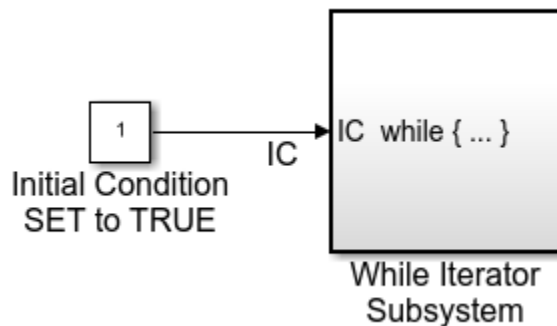 1
IC
IC while { ... }
Initial Condition
SET to TRUE
While Iterator
Subsystem